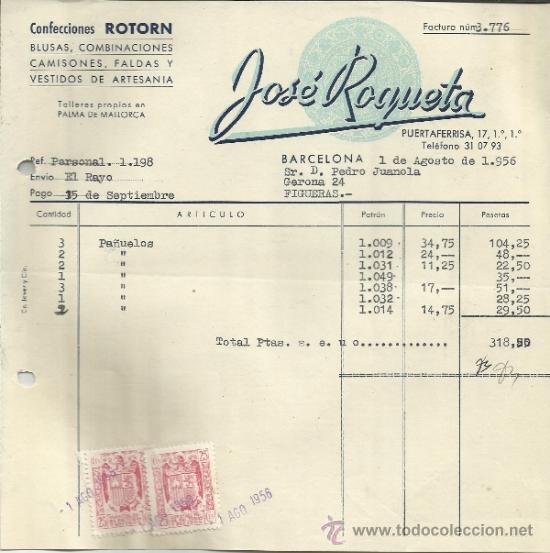 Confecciones ROTORN
BLUSAS, COMBINACIONES
CAMISONES, FALDAS Y
VESTIDOS DE ARTESANIA
Talleres propios en
PALMA DE MALLORCA
Factura núm. 3.776
José Roqueta
PUERTAFERRISA, 17, 1.º, 1.º
Teléfono 31 07 93
BARCELONA 1 de Agosto de 1.956
Ref. Personal. 1.198
Envío El Rayo
Pago 15 de Septiembre
Sr. D. Pedro Juanola
Gerona 24
FIGUERAS.-
Cantidad ARTICULO Patrón Precio Pesetas
3 Pañuelos 1.009 34,75 104,25
2 " 1.012 24,— 48,—
2 " 1.031 11,25 22,50
1 " 1.049 35,—
3 " 1.038 17,— 51,—
1 " 1.032 28,25
2 " 1.014 14,75 29,50
Total Ptas. s. e u o............. 318,50
25 25
1 AGO 1956
www.todocoleccion.net